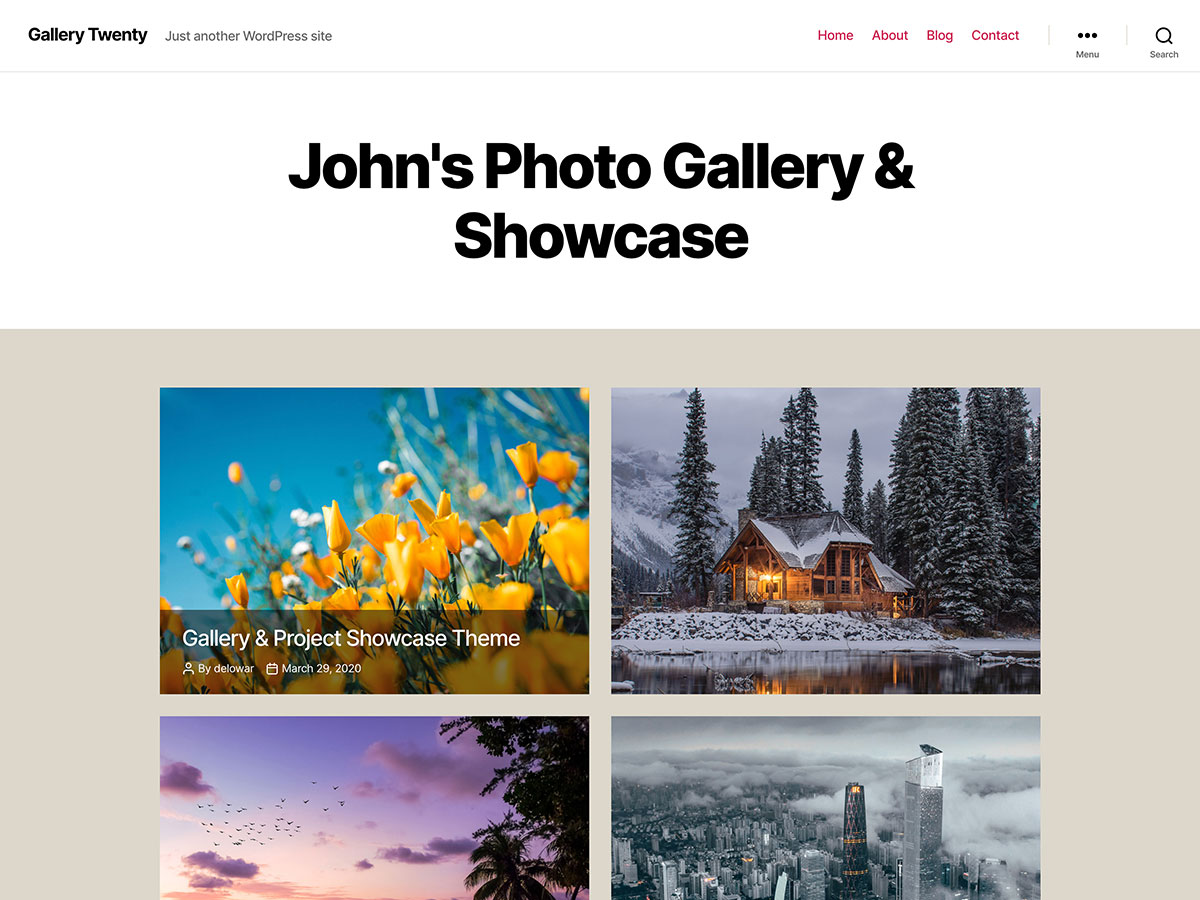 Gallery Twenty Just another WordPress site Home About Blog Contact
Menu Search
John's Photo Gallery &
Showcase
Gallery & Project Showcase Theme
By delowar March 29, 2020